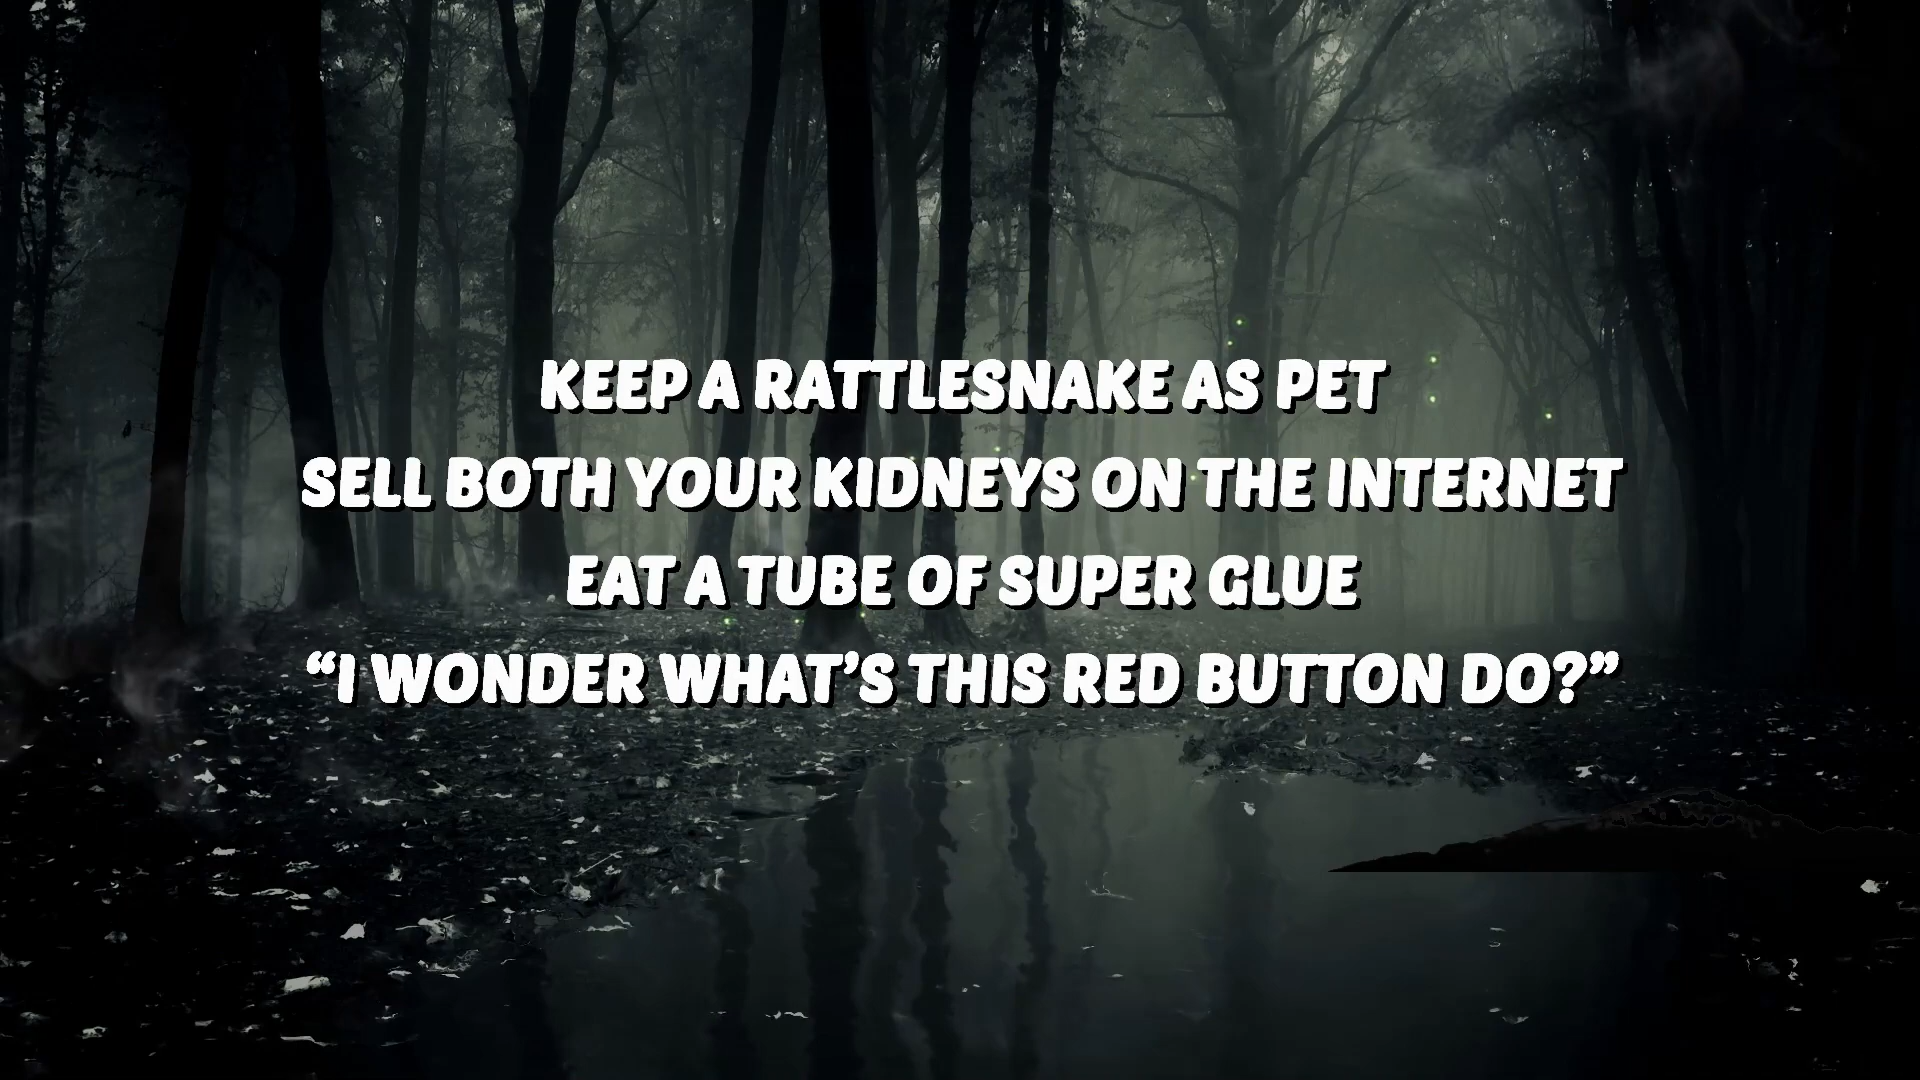 KEEP A RATTLESNAKE AS PET
SELL BOTH YOUR KIDNEYS ON THE INTERNET
EAT A TUBE OF SUPER GLUE
“I WONDER WHAT’S THIS RED BUTTON DO?”